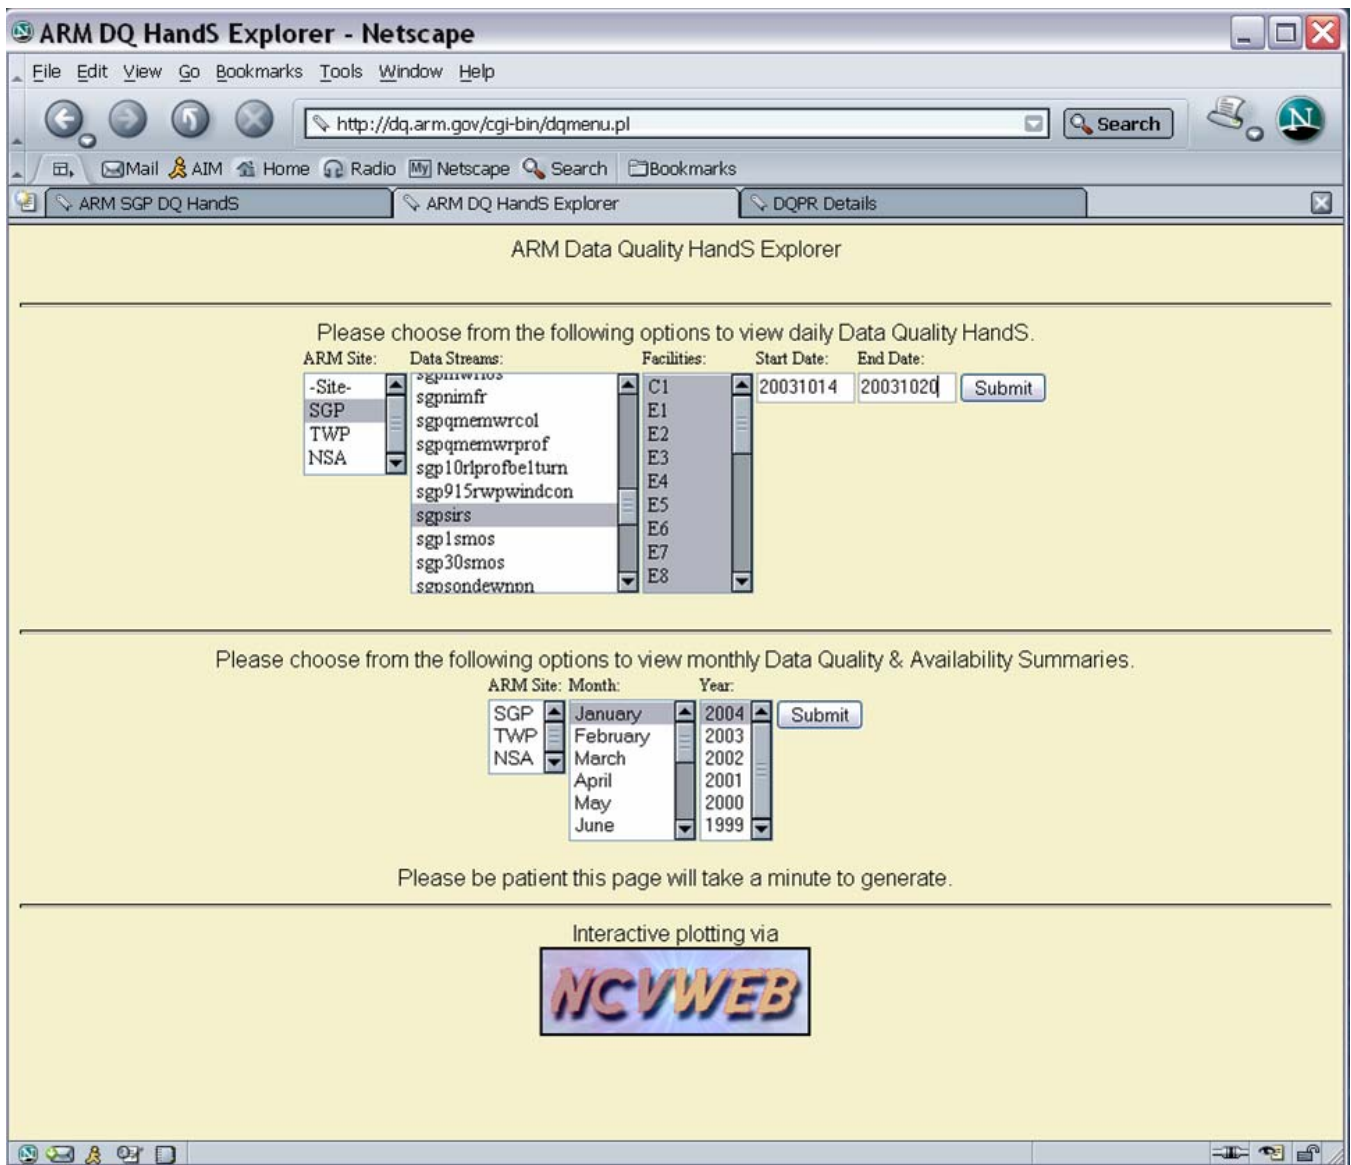 ARM DQ HandS Explorer - Netscape
File Edit View Go Bookmarks Tools Window Help
http://dq.arm.gov/cgi-bin/dqmenu.pl Search
Mail AIM Home Radio My Netscape Search Bookmarks
ARM SGP DQ HandS ARM DQ HandS Explorer DQPR Details
ARM Data Quality HandS Explorer
Please choose from the following options to view daily Data Quality HandS.
ARM Site: Data Streams: Facilities: Start Date: End Date:
-Site-
SGP
TWP
NSA
sgpnimfr
sgpqmemwrcol
sgpqmemwrprof
sgp10rlprofbe1turn
sgp915rwpwindcon
sgpsirs
sgp1smos
sgp30smos
C1
E1
E2
E3
E4
E5
E6
E7
E8
20031014 20031020 Submit
Please choose from the following options to view monthly Data Quality & Availability Summaries.
ARM Site: Month: Year:
SGP
TWP
NSA
January
February
March
April
May
June
2004
2003
2002
2001
2000
1999
Submit
Please be patient this page will take a minute to generate.
Interactive plotting via
NCVWEB